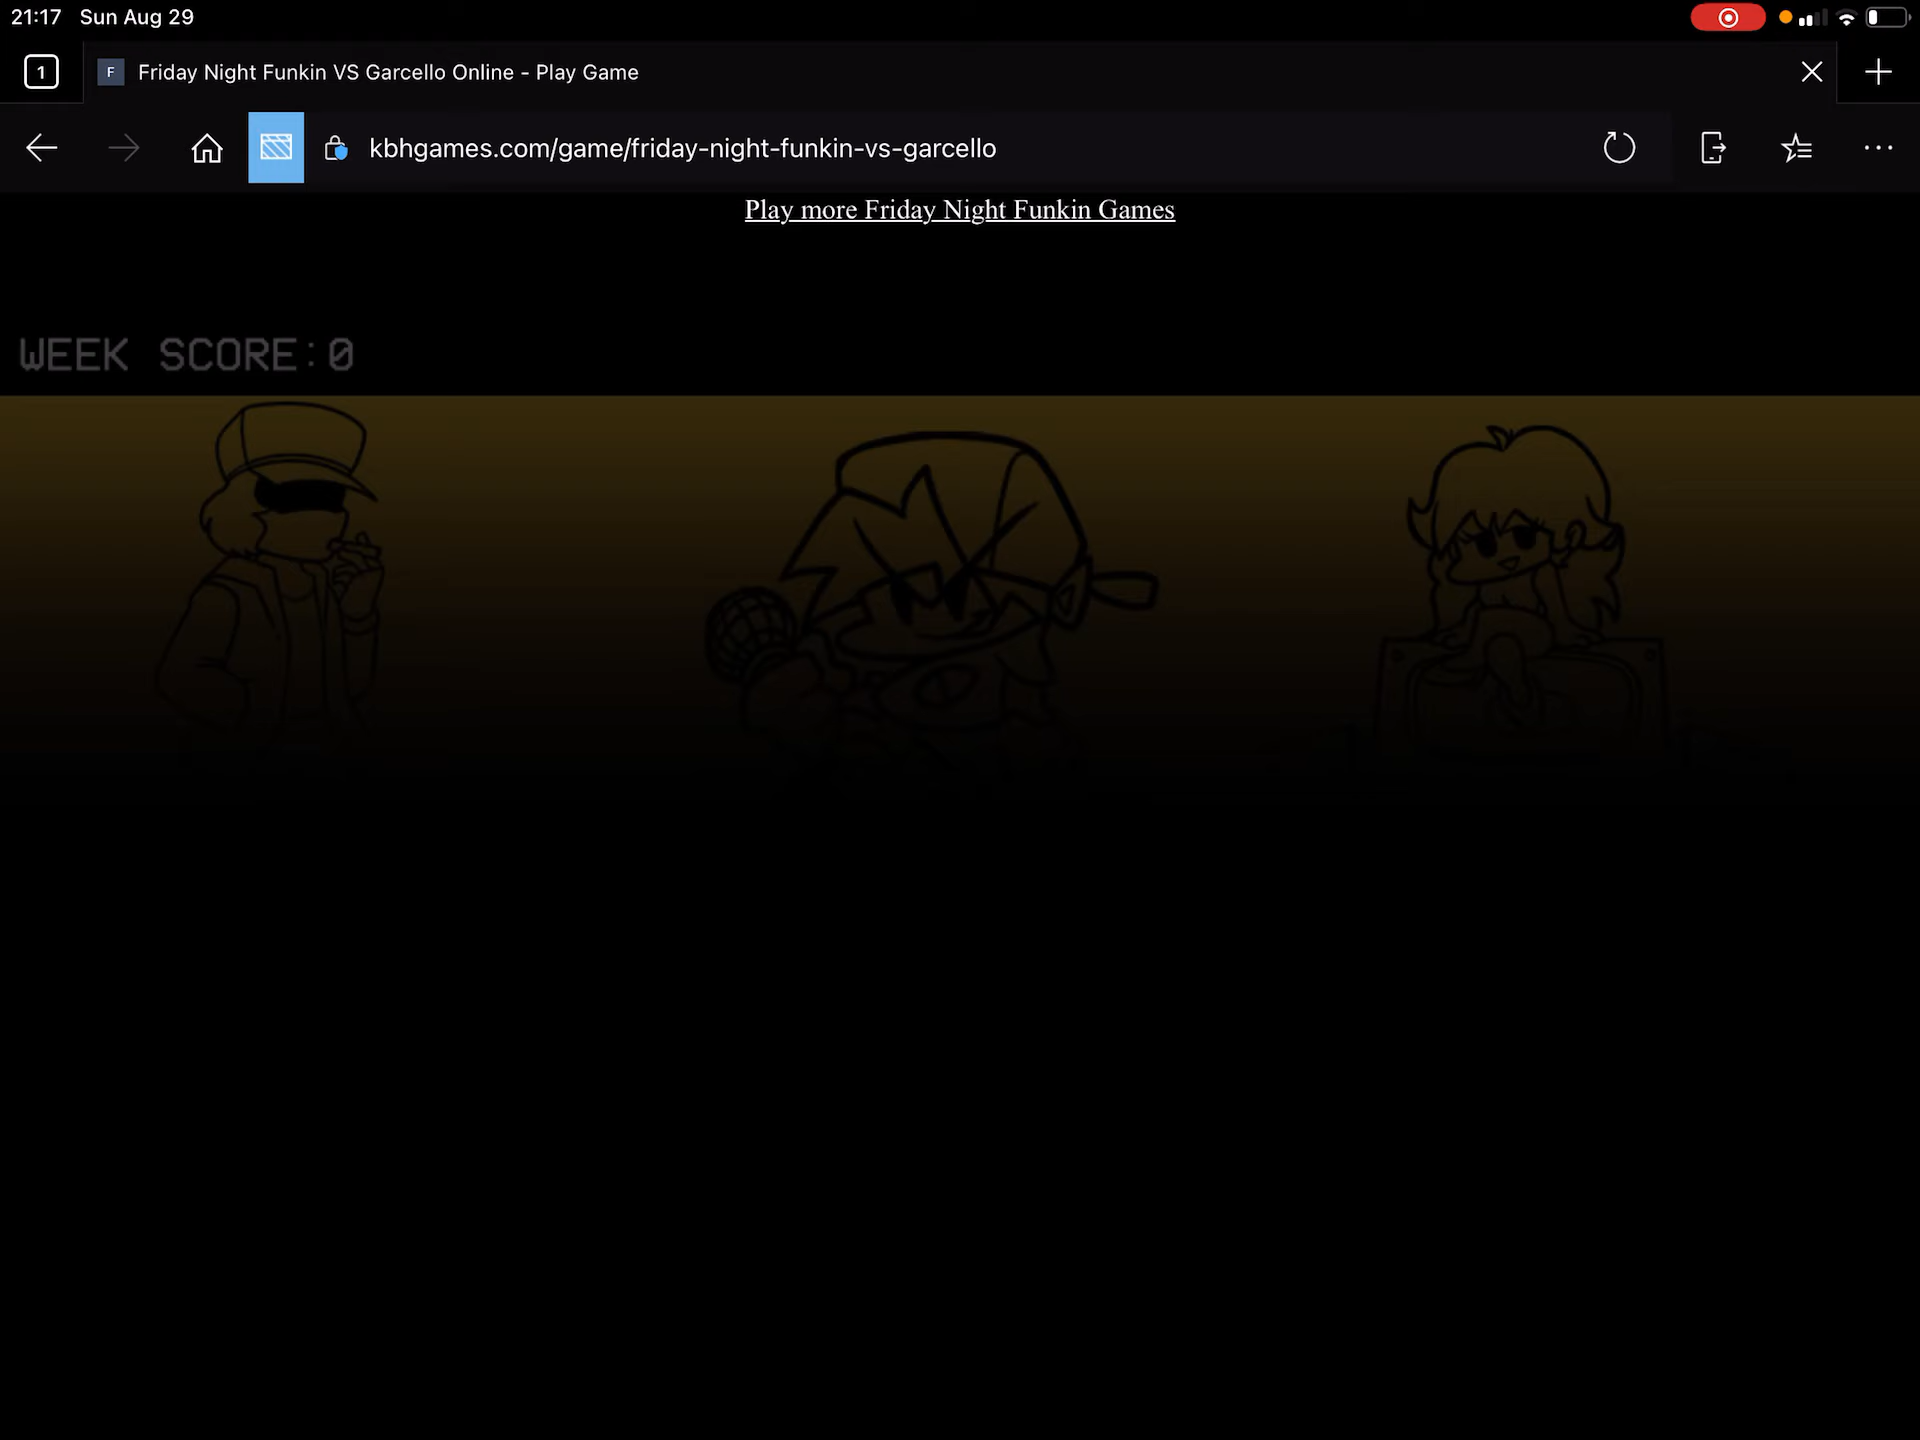 21:17 Sun Aug 29
1
F Friday Night Funkin VS Garcello Online - Play Game
kbhgames.com/game/friday-night-funkin-vs-garcello
Play more Friday Night Funkin Games
WEEK SCORE:0